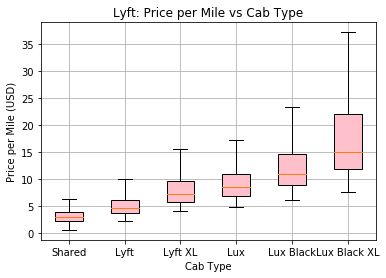 Lyft: Price per Mile vs Cab Type
Price per Mile (USD)
35
30
25
20
15
10
5
0
Shared Lyft Lyft XL Lux Lux Black Lux Black XL
Cab Type